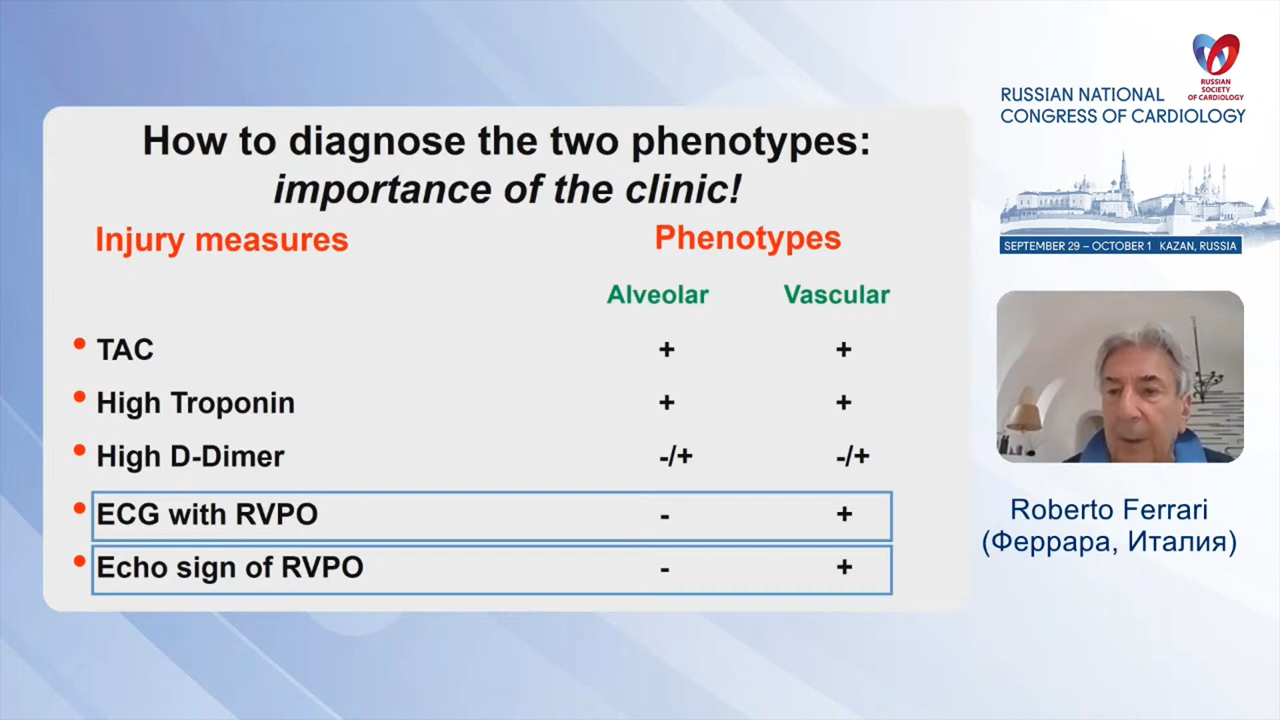 How to diagnose the two phenotypes:
importance of the clinic!
Injury measures Phenotypes
Alveolar Vascular
• TAC + +
• High Troponin + +
• High D-Dimer -/+ -/+
• ECG with RVPO - +
• Echo sign of RVPO - +
RUSSIAN
SOCIETY
OF CARDIOLOGY
RUSSIAN NATIONAL
CONGRESS OF CARDIOLOGY
SEPTEMBER 29 – OCTOBER 1 KAZAN, RUSSIA
Roberto Ferrari
(Феррара, Италия)